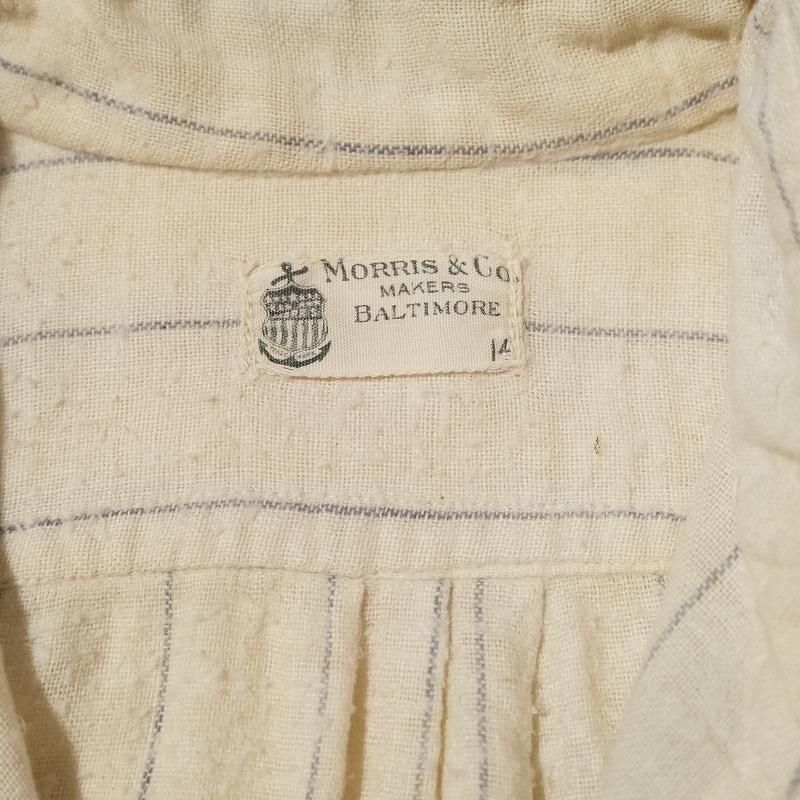 MORRIS & CO.
MAKERS
BALTIMORE
14